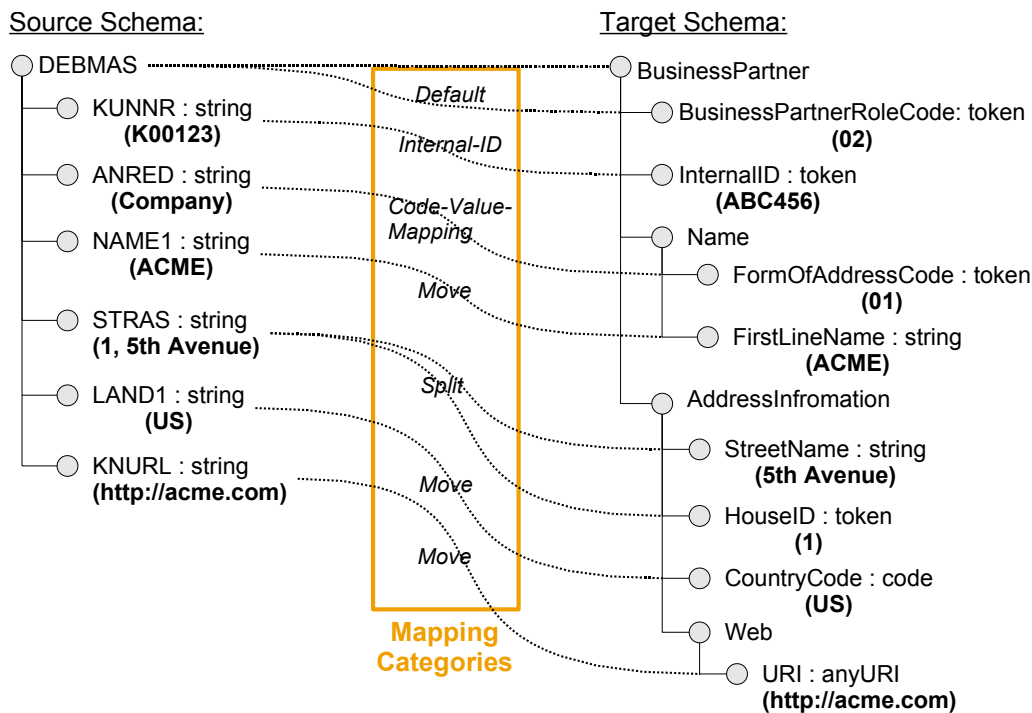 Source Schema:
Target Schema:
DEBMAS
KUNNR : string
(K00123)
ANRED : string
(Company)
NAME1 : string
(ACME)
STRAS : string
(1, 5th Avenue)
LAND1 : string
(US)
KNURL : string
(http://acme.com)
Default
Internal-ID
Code-Value-
Mapping
Move
Split
Move
Move
Mapping
Categories
BusinessPartner
BusinessPartnerRoleCode: token
(02)
InternalID : token
(ABC456)
Name
FormOfAddressCode : token
(01)
FirstLineName : string
(ACME)
AddressInfromation
StreetName : string
(5th Avenue)
HouseID : token
(1)
CountryCode : code
(US)
Web
URI : anyURI
(http://acme.com)